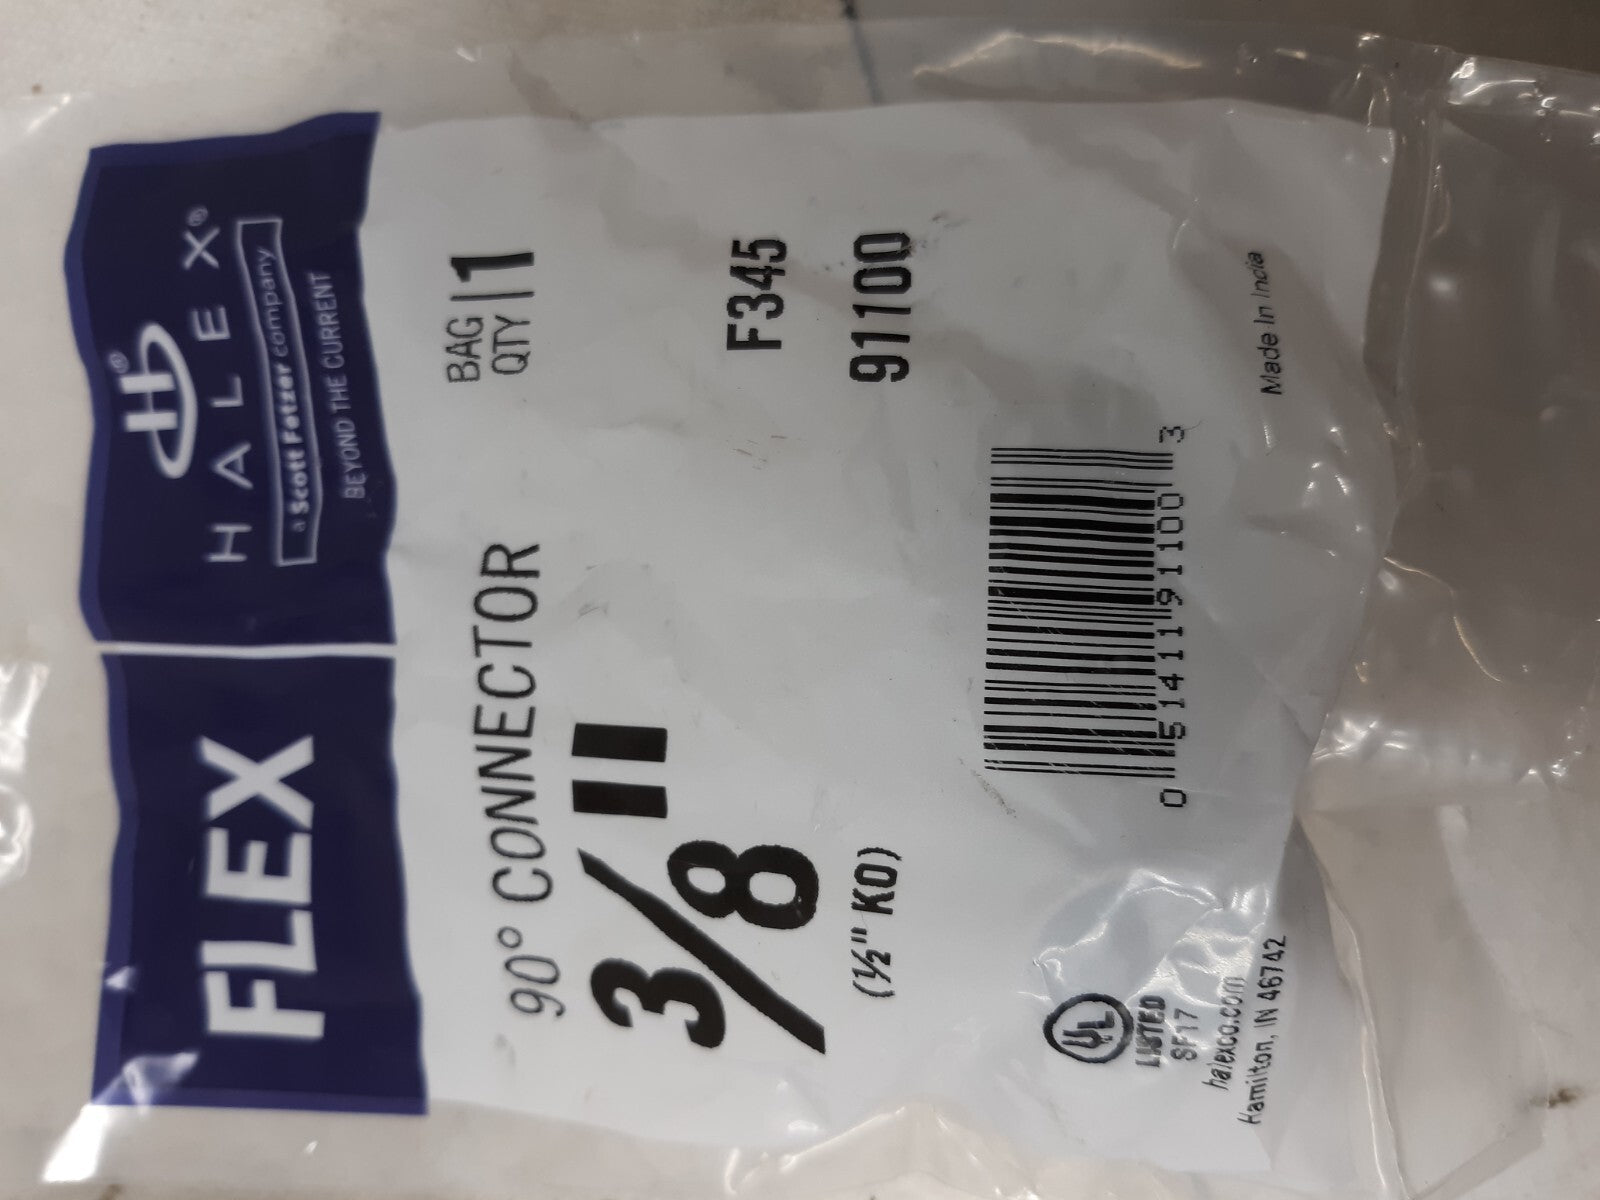 FLEX
H®
HALEX®
a Scott Fetzer company
BEYOND THE CURRENT
90° CONNECTOR
BAG QTY | 1
3/8"
(1/2" KO)
F345
91100
0 51411 91100 3
UL
LISTED
SF17
halexco.com
Hamilton, IN 46742
Made In India